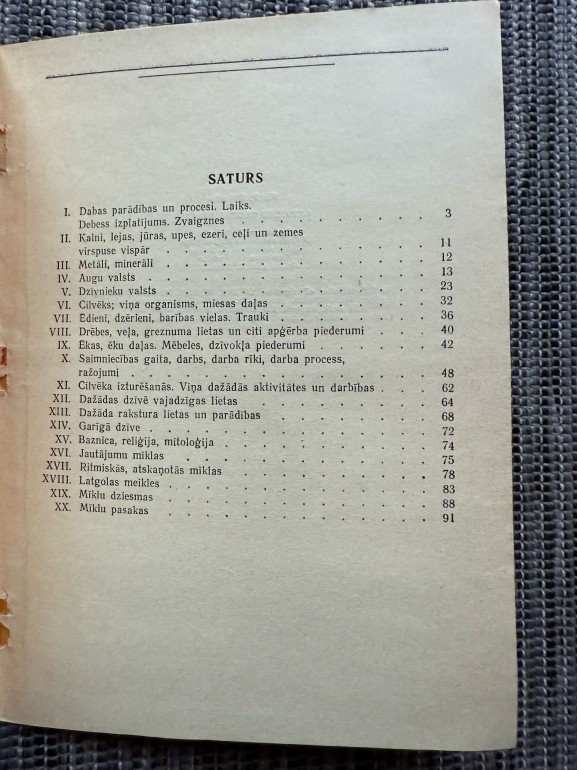 SATURS
I. Dabas parādības un procesi. Laiks.
Debess izplatījums. Zvaigznes . . . . . . . 3
II. Kalni, lejas, jūras, upes, ezeri, ceļi un zemes
virspuse vispār . . . . . . . . . . 11
III. Metāli, minerāli . . . . . . . . . . 12
IV. Augu valsts . . . . . . . . . . . 13
V. Dzīvnieku valsts . . . . . . . . . . 23
VI. Cilvēks; viņa organisms, miesas daļas . . . . . . 32
VII. Ēdieni, dzērieni, barības vielas. Trauki . . . . . . 36
VIII. Drēbes, veļa, greznuma lietas un citi apģērba piederumi . . 40
IX. Ēkas, ēku daļas. Mēbeles, dzīvokļa piederumi . . . . 42
X. Saimniecības gaita, darbs, darba rīki, darba process,
ražojumi . . . . . . . . . . . 48
XI. Cilvēka izturēšanās. Viņa dažādās aktivitātes un darbības . . 62
XII. Dažādas dzīvē vajadzīgas lietas . . . . . . . 64
XIII. Dažāda rakstura lietas un parādības . . . . . . 68
XIV. Garīgā dzīve . . . . . . . . . . 72
XV. Baznica, reliģija, mitoloģija . . . . . . . . 74
XVI. Jautājumu mīklas . . . . . . . . . 75
XVII. Ritmiskās, atskaņotās mīklas . . . . . . . 78
XVIII. Latgolas meikles . . . . . . . . . 83
XIX. Mīklu dziesmas . . . . . . . . . . 88
XX. Mīklu pasakas . . . . . . . . . . 91